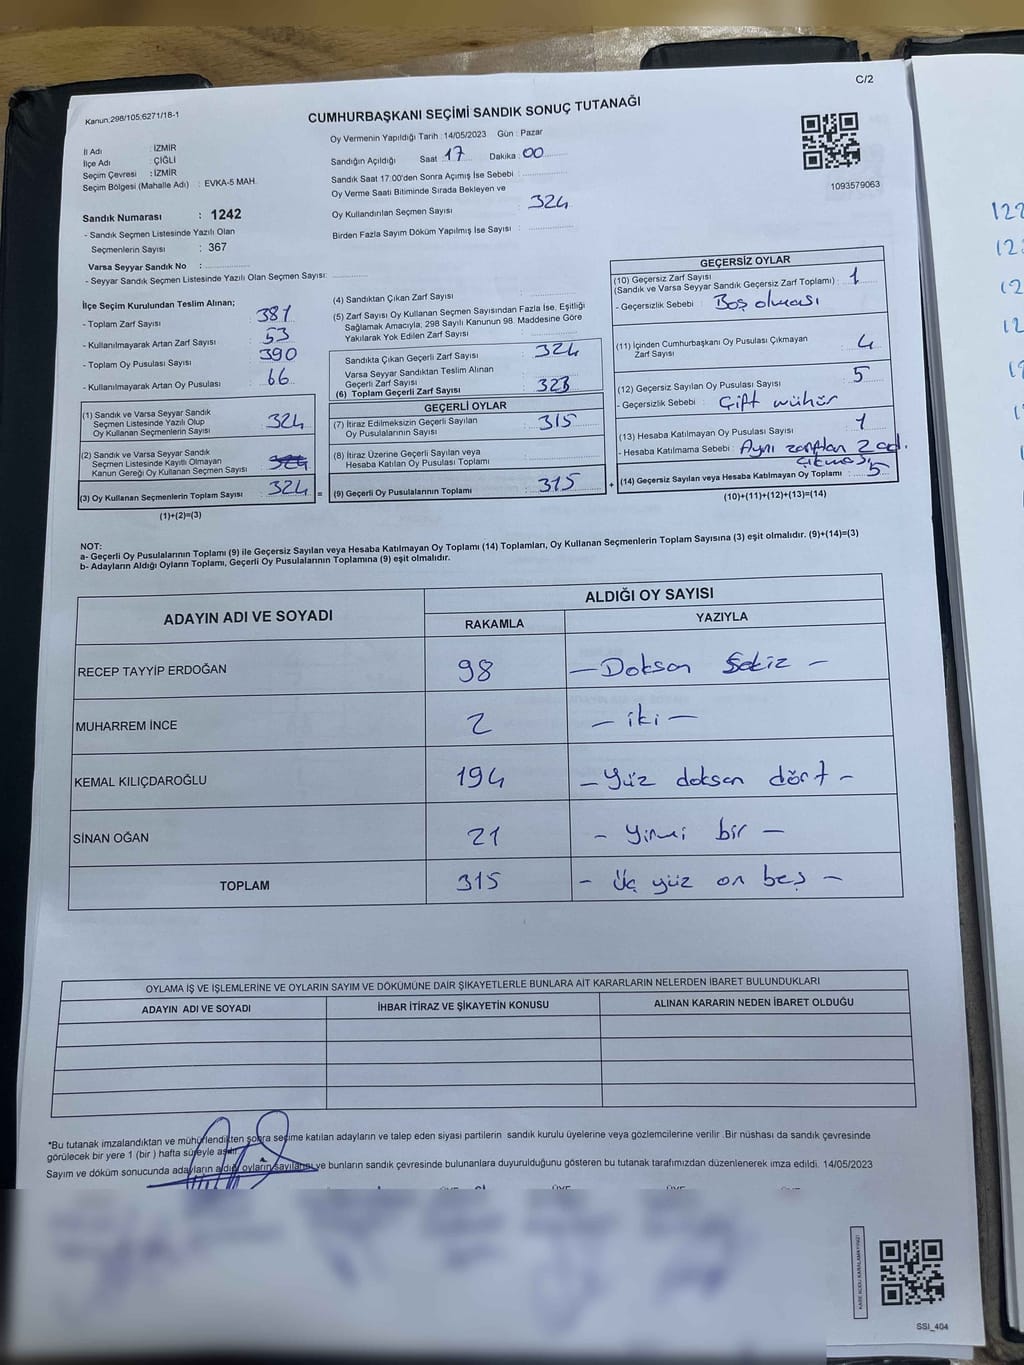 C/2
Kanun:298/105;6271/18-1
CUMHURBAŞKANI SEÇİMİ SANDIK SONUÇ TUTANAĞI
İl Adı : İZMİR
İlçe Adı : ÇİĞLİ
Seçim Çevresi : İZMİR
Seçim Bölgesi (Mahalle Adı) : EVKA-5 MAH.
Oy Vermenin Yapıldığı Tarih : 14/05/2023 Gün : Pazar
Sandığın Açıldığı Saat 17 Dakika 00
Sandık Saat 17:00'den Sonra Açımış İse Sebebi :
Oy Verme Saati Bitiminde Sırada Bekleyen ve
Oy Kullandırılan Seçmen Sayısı : 324
Birden Fazla Sayım Döküm Yapılmış İse Sayısı :
1093579063
Sandık Numarası : 1242
- Sandık Seçmen Listesinde Yazılı Olan
Seçmenlerin Sayısı : 367
Varsa Seyyar Sandık No :
- Seyyar Sandık Seçmen Listesinde Yazılı Olan Seçmen Sayısı:
İlçe Seçim Kurulundan Teslim Alınan;
- Toplam Zarf Sayısı : 381
- Kullanılmayarak Artan Zarf Sayısı : 53
- Toplam Oy Pusulası Sayısı : 390
- Kullanılmayarak Artan Oy Pusulası : 66
(1) Sandık ve Varsa Seyyar Sandık
Seçmen Listesinde Yazılı Olup
Oy Kullanan Seçmenlerin Sayısı : 324
(2) Sandık ve Varsa Seyyar Sandık
Seçmen Listesinde Kayıtlı Olmayan
Kanun Gereği Oy Kullanan Seçmen Sayısı : 324
(3) Oy Kullanan Seçmenlerin Toplam Sayısı : 324 =
(1)+(2)=(3)
(4) Sandıktan Çıkan Zarf Sayısı :
(5) Zarf Sayısı Oy Kullanan Seçmen Sayısından Fazla İse, Eşitliği
Sağlamak Amacıyla, 298 Sayılı Kanunun 98. Maddesine Göre
Yakılarak Yok Edilen Zarf Sayısı :
Sandıkta Çıkan Geçerli Zarf Sayısı : 324
Varsa Seyyar Sandıktan Teslim Alınan
Geçerli Zarf Sayısı :
(6) Toplam Geçerli Zarf Sayısı : 323
GEÇERLİ OYLAR
(7) İtiraz Edilmeksizin Geçerli Sayılan
Oy Pusulalarının Sayısı : 315
(8) İtiraz Üzerine Geçerli Sayılan veya
Hesaba Katılan Oy Pusulası Toplamı :
(9) Geçerli Oy Pusulalarının Toplamı : 315 +
GEÇERSİZ OYLAR
(10) Geçersiz Zarf Sayısı
(Sandık ve Varsa Seyyar Sandık Geçersiz Zarf Toplamı) : 1
- Geçersizlik Sebebi : Boş olması
(11) İçinden Cumhurbaşkanı Oy Pusulası Çıkmayan
Zarf Sayısı : 4
(12) Geçersiz Sayılan Oy Pusulası Sayısı : 5
- Geçersizlik Sebebi : Çift mühür
(13) Hesaba Katılmayan Oy Pusulası Sayısı : 1
- Hesaba Katılmama Sebebi : Aynı zarftan 2 ad.
çıkması
(14) Geçersiz Sayılan veya Hesaba Katılmayan Oy Toplamı : 5
(10)+(11)+(12)+(13)=(14)
NOT:
a- Geçerli Oy Pusulalarının Toplamı (9) ile Geçersiz Sayılan veya Hesaba Katılmayan Oy Toplamı (14) Toplamları, Oy Kullanan Seçmenlerin Toplam Sayısına (3) eşit olmalıdır. (9)+(14)=(3)
b- Adayların Aldığı Oyların Toplamı, Geçerli Oy Pusulalarının Toplamına (9) eşit olmalıdır.
ADAYIN ADI VE SOYADI
ALDIĞI OY SAYISI
RAKAMLA YAZIYLA
RECEP TAYYİP ERDOĞAN 98 - Doksan Sekiz -
MUHARREM İNCE 2 - iki -
KEMAL KILIÇDAROĞLU 194 - Yüz doksan dört -
SİNAN OĞAN 21 - Yirmi bir -
TOPLAM 315 - Üç yüz on beş -
OYLAMA İŞ VE İŞLEMLERİNE VE OYLARIN SAYIM VE DÖKÜMÜNE DAİR ŞİKAYETLERLE BUNLARA AİT KARARLARIN NELERDEN İBARET BULUNDUKLARI
ADAYIN ADI VE SOYADI İHBAR İTİRAZ VE ŞİKAYETİN KONUSU ALINAN KARARIN NEDEN İBARET OLDUĞU
*Bu tutanak imzalandıktan ve mühürlendikten sonra seçime katılan adayların ve talep eden siyasi partilerin sandık kurulu üyelerine veya gözlemcilerine verilir .Bir nüshası da sandık çevresinde
görülecek bir yere 1 (bir ) hafta süreyle asılır.
Sayım ve döküm sonucunda adayların aldığı oyların sayılarını ve bunların sandık çevresinde bulunanlara duyurulduğunu gösteren bu tutanak tarafımızdan düzenlenerek imza edildi. 14/05/2023
KARE KODU KARALAMAYINIZ!
SSI_404
122